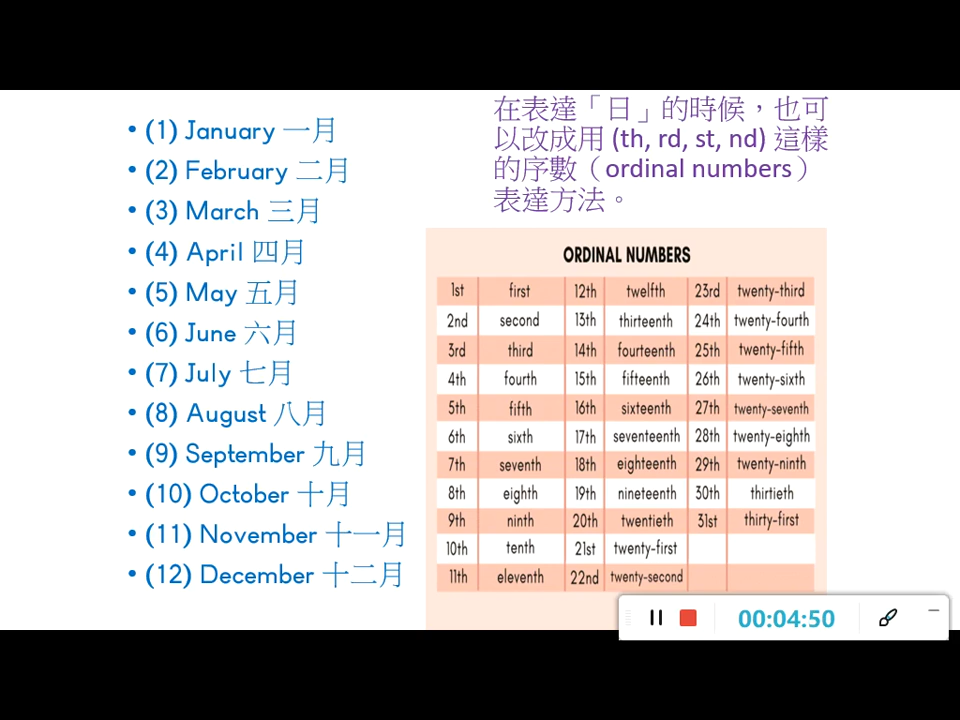 • (1) January 一月
• (2) February 二月
• (3) March 三月
• (4) April 四月
• (5) May 五月
• (6) June 六月
• (7) July 七月
• (8) August 八月
• (9) September 九月
• (10) October 十月
• (11) November 十一月
• (12) December 十二月
在表達「日」的時候，也可
以改成用 (th, rd, st, nd) 這樣
的序數（ordinal numbers）
表達方法。
ORDINAL NUMBERS
1st first 12th twelfth 23rd twenty-third
2nd second 13th thirteenth 24th twenty-fourth
3rd third 14th fourteenth 25th twenty-fifth
4th fourth 15th fifteenth 26th twenty-sixth
5th fifth 16th sixteenth 27th twenty-seventh
6th sixth 17th seventeenth 28th twenty-eighth
7th seventh 18th eighteenth 29th twenty-ninth
8th eighth 19th nineteenth 30th thirtieth
9th ninth 20th twentieth 31st thirty-first
10th tenth 21st twenty-first
11th eleventh 22nd twenty-second
00:04:50